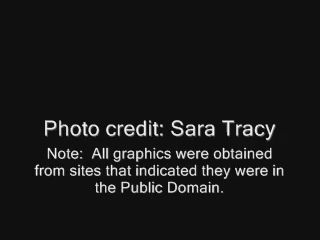 Photo credit: Sara Tracy
Note:  All graphics were obtained
from sites that indicated they were in
the Public Domain.